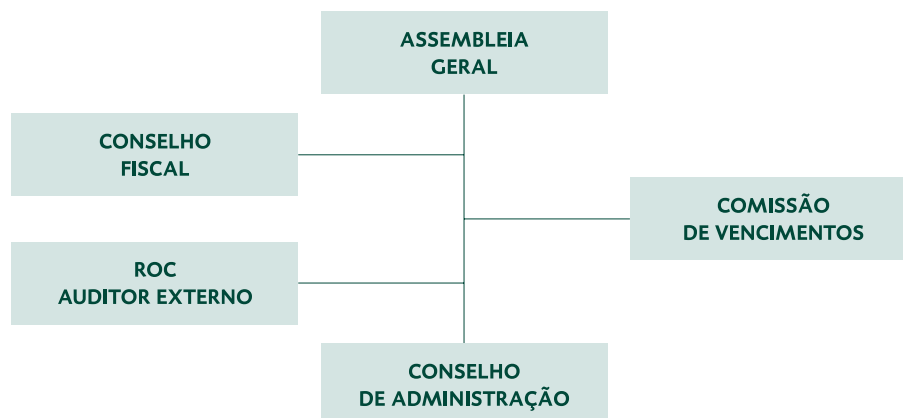 ASSEMBLEIA
GERAL
CONSELHO
FISCAL
COMISSÃO
DE VENCIMENTOS
ROC
AUDITOR EXTERNO
CONSELHO
DE ADMINISTRAÇÃO